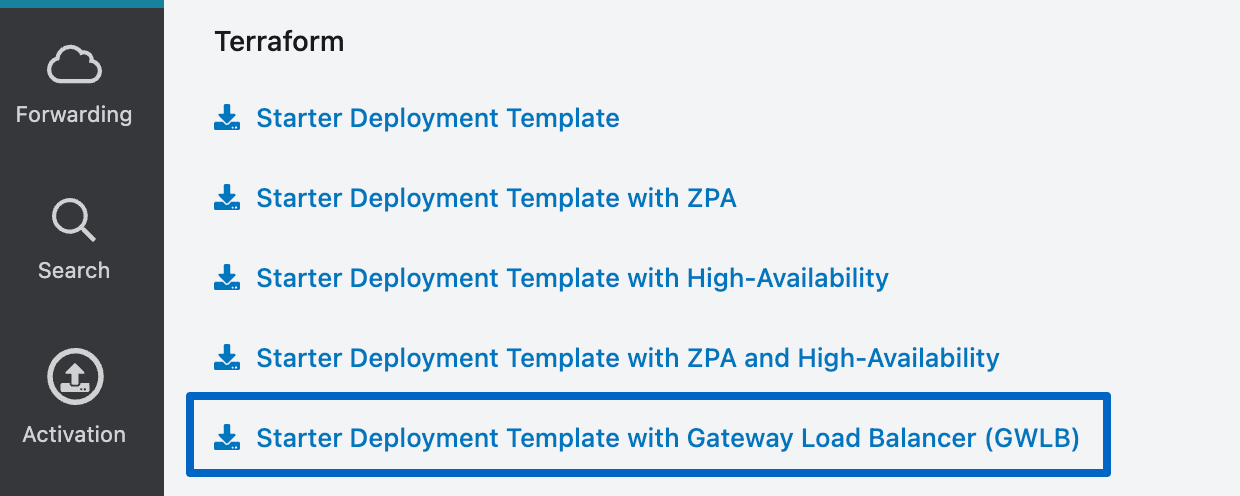 Forwarding
Search
Activation
Terraform
Starter Deployment Template
Starter Deployment Template with ZPA
Starter Deployment Template with High-Availability
Starter Deployment Template with ZPA and High-Availability
Starter Deployment Template with Gateway Load Balancer (GWLB)